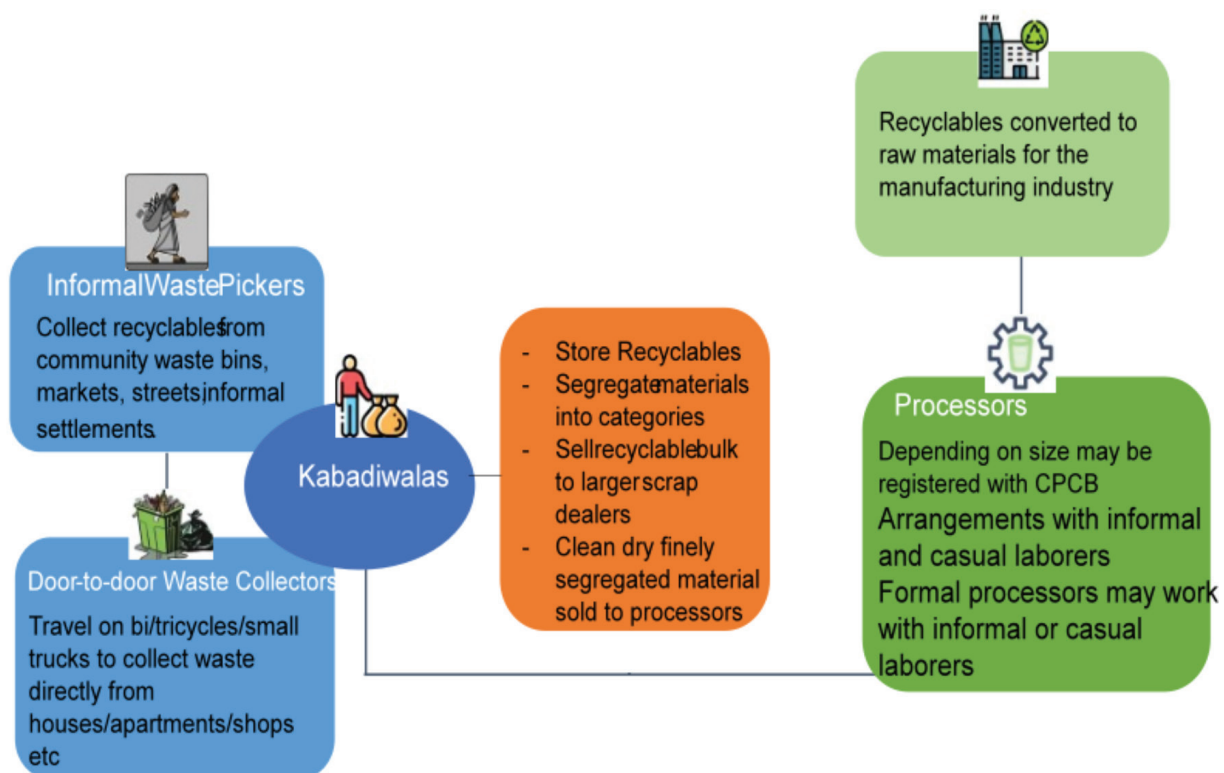 InformalWastePickers
Collect recyclables from
community waste bins,
markets, streets,informal
settlements.
Door-to-door Waste Collectors
Travel on bi/tricycles/small
trucks to collect waste
directly from
houses/apartments/shops
etc
Kabadiwalas
- Store Recyclables
- Segregatematerials
into categories
- Sellrecyclablebulk
to largerscrap
dealers
- Clean dry finely
segregated material
sold to processors
Recyclables converted to
raw materials for the
manufacturing industry
Processors
Depending on size may be
registered with CPCB
Arrangements with informal
and casual laborers
Formal processors may work
with informal or casual
laborers